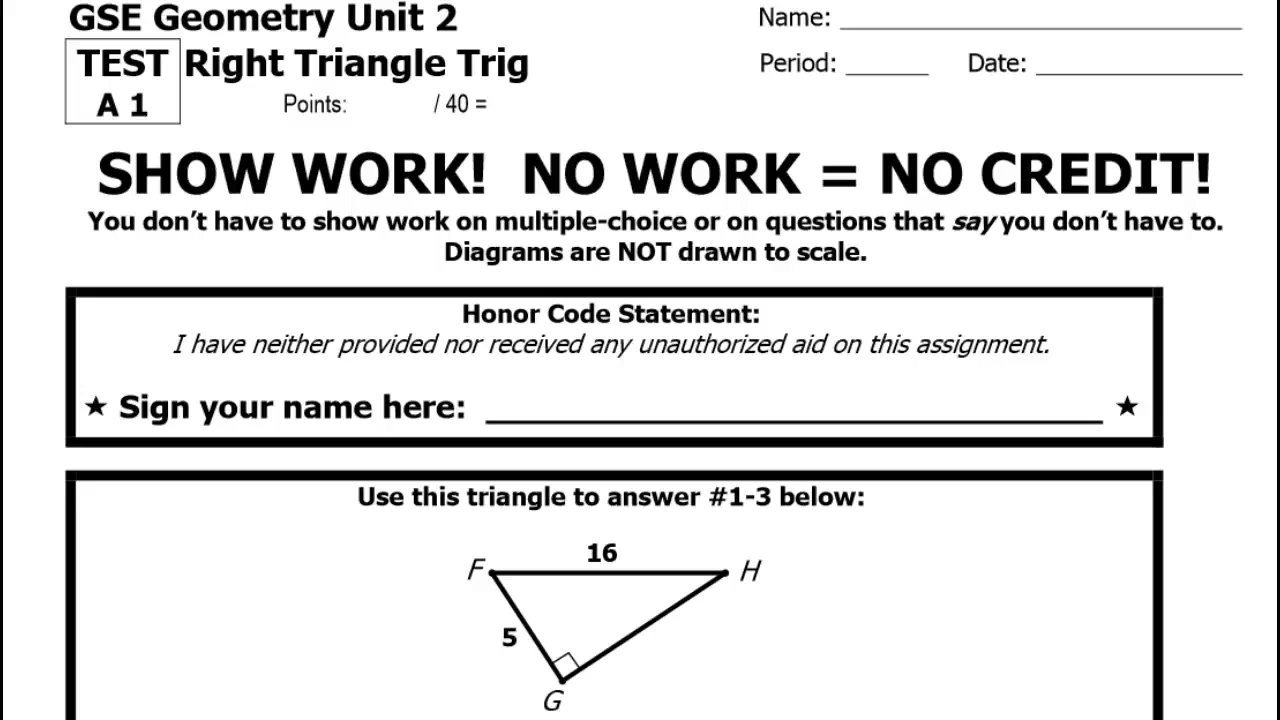 GSE Geometry Unit 2
Name:
TEST Right Triangle Trig
Period: Date:
A 1
Points: / 40 =
SHOW WORK! NO WORK = NO CREDIT!
You don’t have to show work on multiple-choice or on questions that say you don’t have to.
Diagrams are NOT drawn to scale.
Honor Code Statement:
I have neither provided nor received any unauthorized aid on this assignment.
★ Sign your name here: ★
Use this triangle to answer #1-3 below:
16
F H
5
G